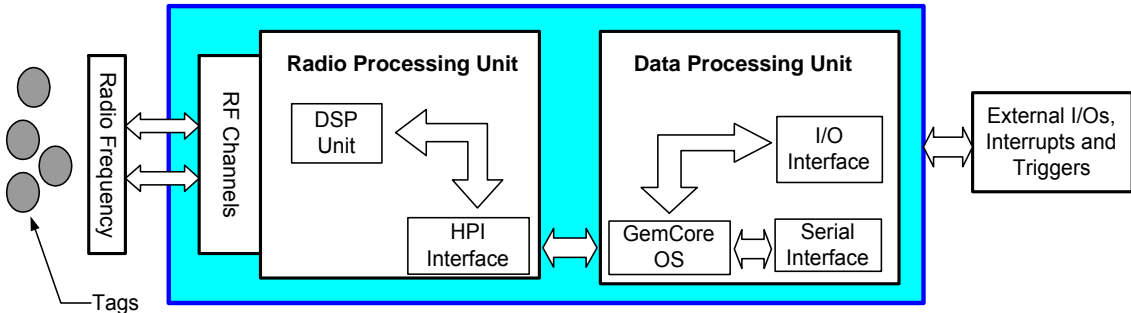 Radio Frequency
RF Channels
Radio Processing Unit
DSP
Unit
HPI
Interface
Data Processing Unit
I/O
Interface
GemCore
OS
Serial
Interface
External I/Os,
Interrupts and
Triggers
Tags